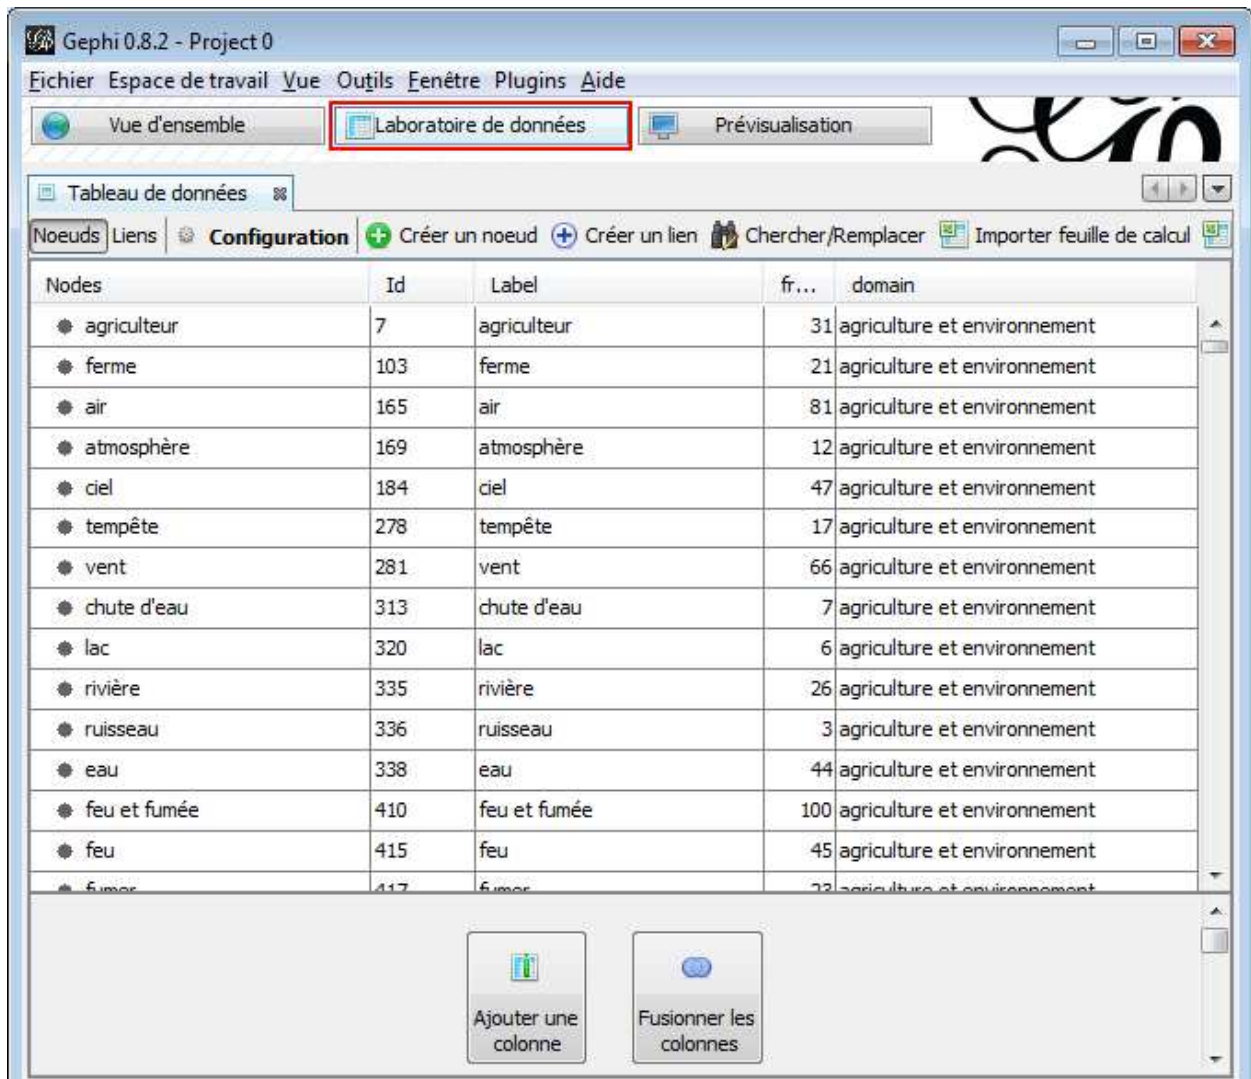 Gephi 0.8.2 - Project 0
Fichier Espace de travail Vue Outils Fenêtre Plugins Aide
Vue d'ensemble Laboratoire de données Prévisualisation
Tableau de données
Noeuds Liens Configuration Créer un noeud Créer un lien Chercher/Remplacer Importer feuille de calcul
Nodes Id Label fr... domain
agriculteur 7 agriculteur 31 agriculture et environnement
ferme 103 ferme 21 agriculture et environnement
air 165 air 81 agriculture et environnement
atmosphère 169 atmosphère 12 agriculture et environnement
ciel 184 ciel 47 agriculture et environnement
tempête 278 tempête 17 agriculture et environnement
vent 281 vent 66 agriculture et environnement
chute d'eau 313 chute d'eau 7 agriculture et environnement
lac 320 lac 6 agriculture et environnement
rivière 335 rivière 26 agriculture et environnement
ruisseau 336 ruisseau 3 agriculture et environnement
eau 338 eau 44 agriculture et environnement
feu et fumée 410 feu et fumée 100 agriculture et environnement
feu 415 feu 45 agriculture et environnement
fumer 417 fumer 23 agriculture et environnement
Ajouter une colonne
Fusionner les colonnes